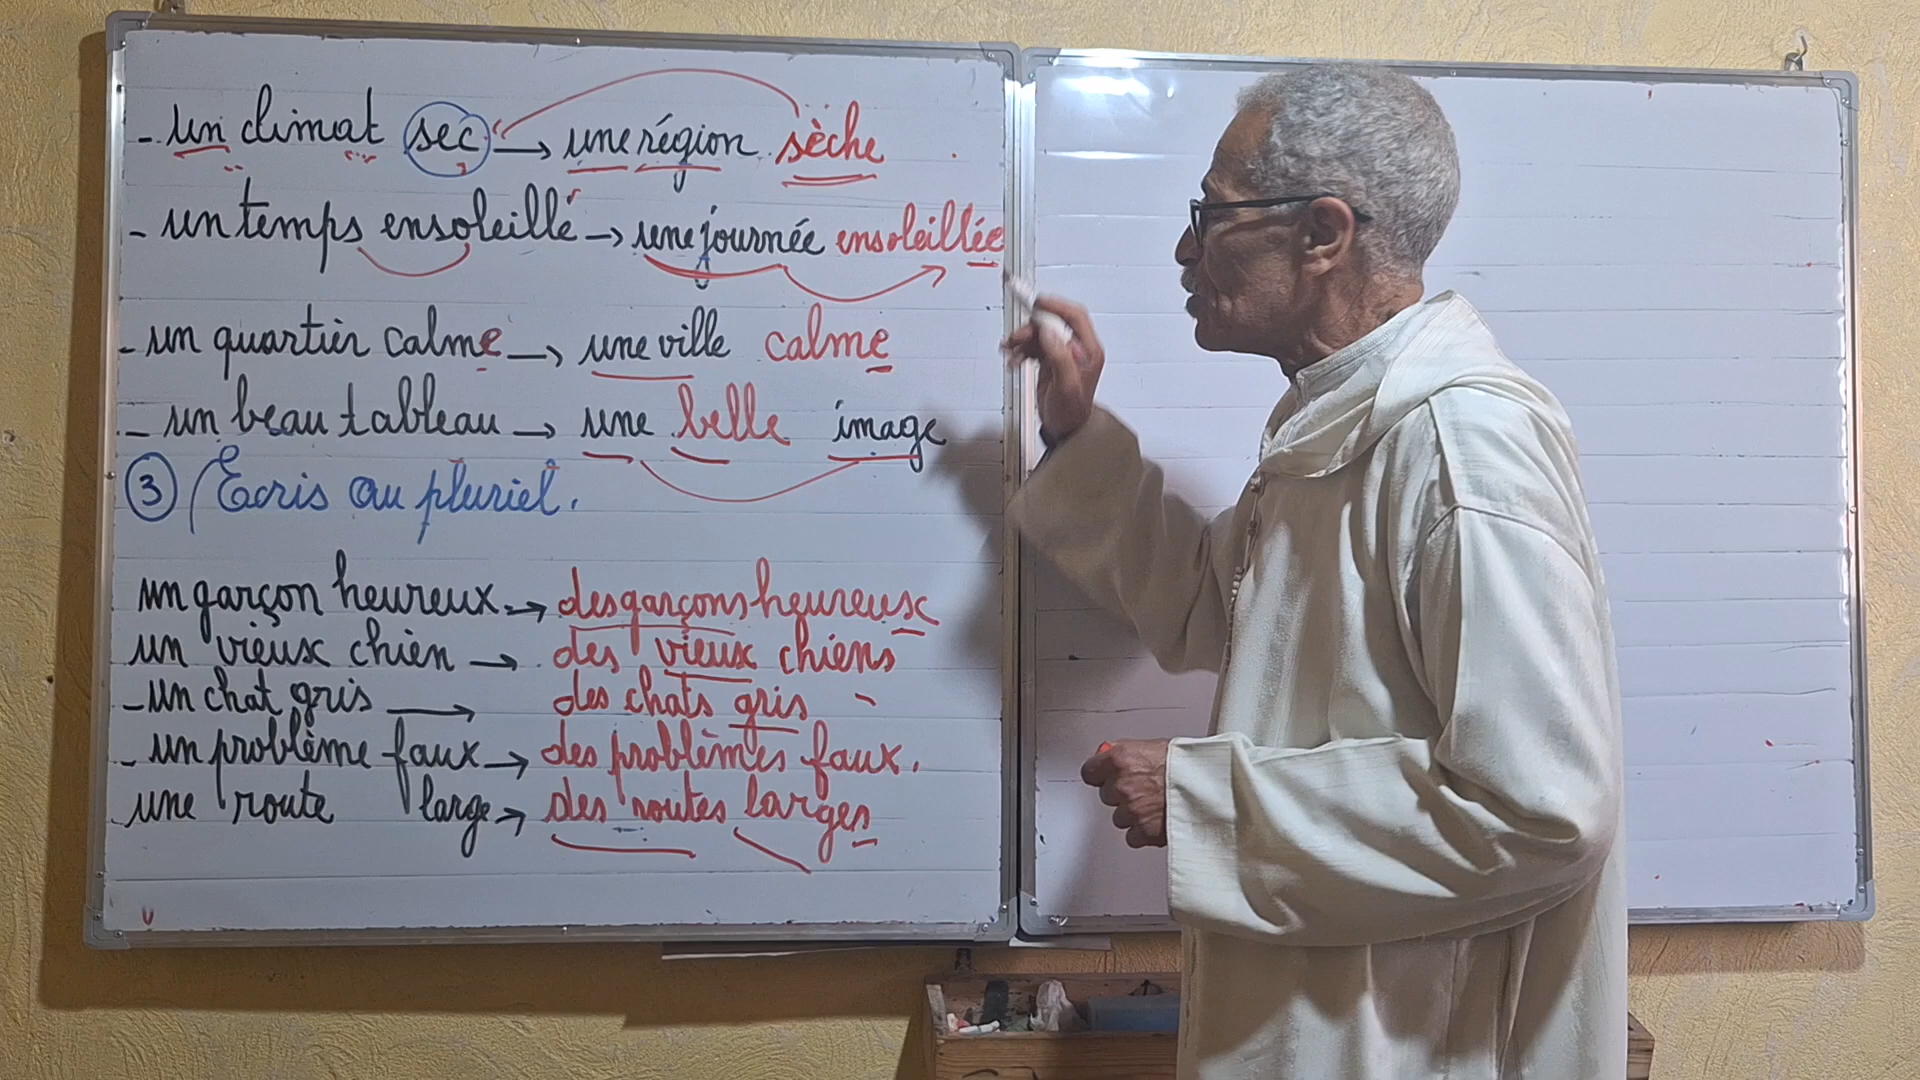 - un climat sec → une région sèche
- un temps ensoleillé → une journée ensoleillée
- un quartier calme → une ville calme
- un beau tableau → une belle image
3 / Ecris au pluriel.
un garçon heureux → des garçons heureux
un vieux chien → des vieux chiens
- un chat gris → des chats gris
- un problème faux → des problèmes faux.
une route large → des routes larges